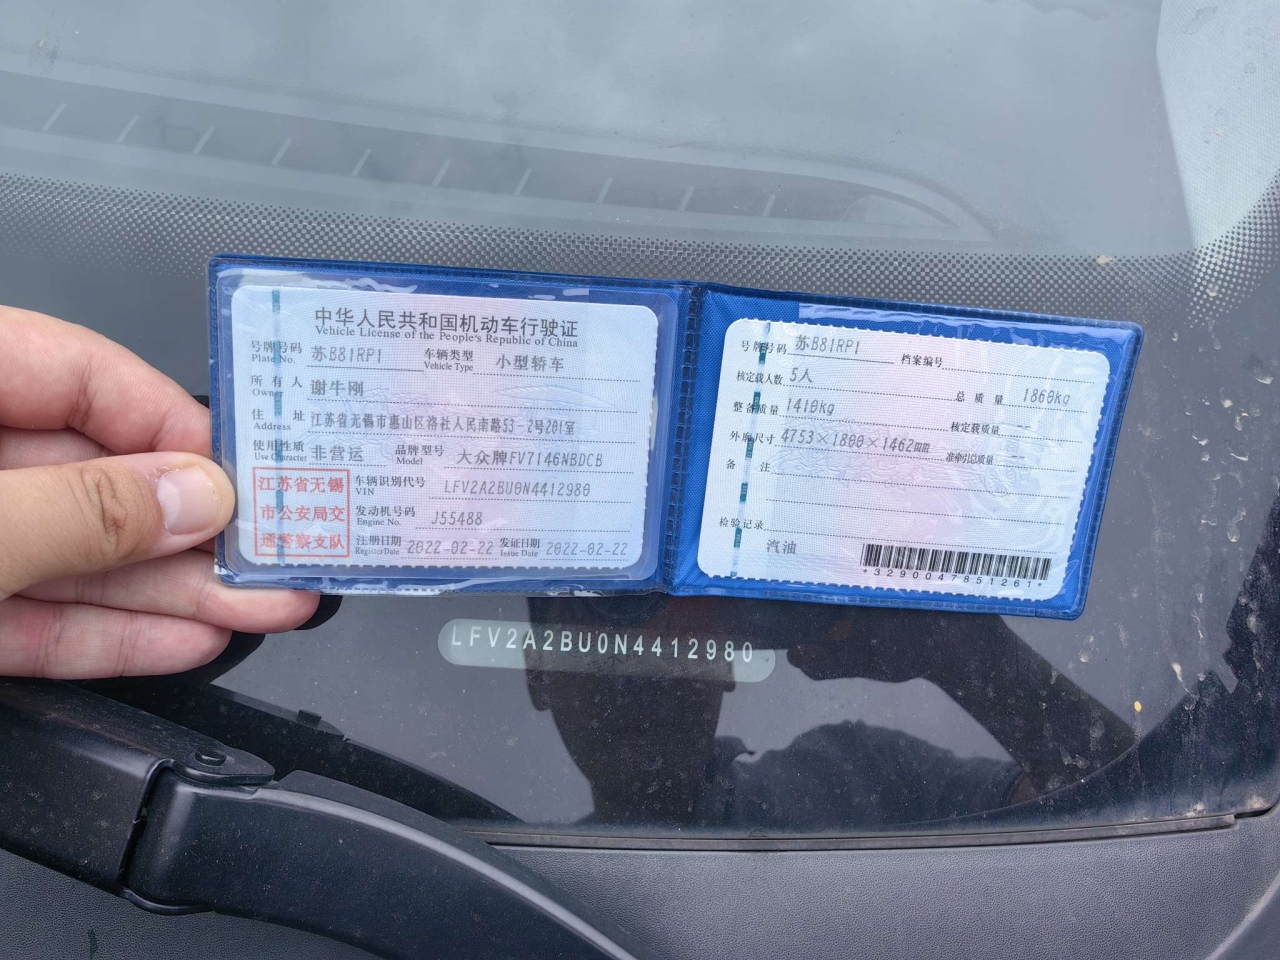 中华人民共和国机动车行驶证
Vehicle License of the People's Republic of China
号牌号码 苏B81RP1 车辆类型 小型轿车
Plate No. Vehicle Type
所有人 谢牛刚
Owner
住址 江苏省无锡市惠山区洛社人民南路53-2号201室
Address
使用性质 非营运 品牌型号 大众牌FV7146NBDCB
Use Character Model
江苏省无锡
市公安局交
通警察支队
车辆识别代号 LFV2A2BU0N4412980
VIN
发动机号码 J55488
Engine No.
注册日期 2022-02-22 发证日期 2022-02-22
Register Date Issue Date
号牌号码 苏B81RP1 档案编号
核定载人数 5人 总质量 1860kg
整备质量 1410kg 核定载质量 --
外廓尺寸 4753×1800×1462mm 准牵引总质量 --
备注
检验记录
汽油
*3290047851261*
LFV2A2BU0N4412980